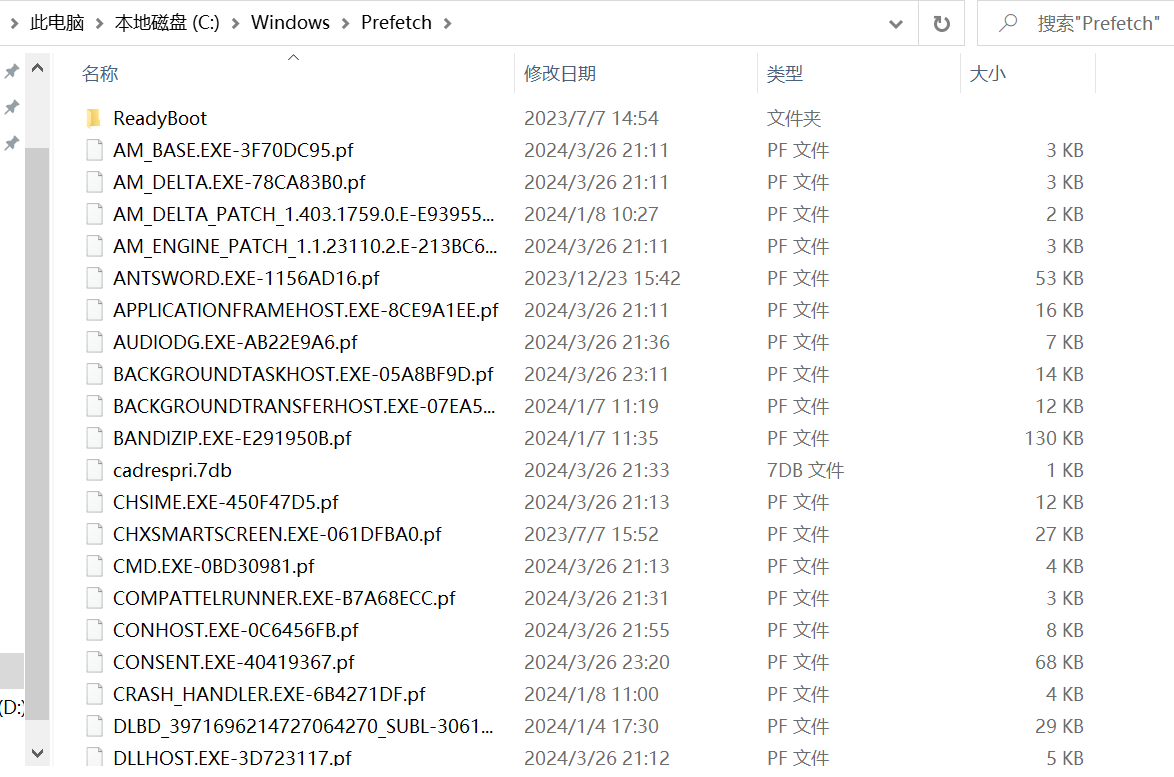 此电脑 本地磁盘 (C:) Windows Prefetch 搜索"Prefetch"
名称 修改日期 类型 大小
ReadyBoot 2023/7/7 14:54 文件夹
AM_BASE.EXE-3F70DC95.pf 2024/3/26 21:11 PF 文件 3 KB
AM_DELTA.EXE-78CA83B0.pf 2024/3/26 21:11 PF 文件 3 KB
AM_DELTA_PATCH_1.403.1759.0.E-E93955... 2024/1/8 10:27 PF 文件 2 KB
AM_ENGINE_PATCH_1.1.23110.2.E-213BC6... 2024/3/26 21:11 PF 文件 3 KB
ANTSWORD.EXE-1156AD16.pf 2023/12/23 15:42 PF 文件 53 KB
APPLICATIONFRAMEHOST.EXE-8CE9A1EE.pf 2024/3/26 21:11 PF 文件 16 KB
AUDIODG.EXE-AB22E9A6.pf 2024/3/26 21:36 PF 文件 7 KB
BACKGROUNDTASKHOST.EXE-05A8BF9D.pf 2024/3/26 23:11 PF 文件 14 KB
BACKGROUNDTRANSFERHOST.EXE-07EA5... 2024/1/7 11:19 PF 文件 12 KB
BANDIZIP.EXE-E291950B.pf 2024/1/7 11:35 PF 文件 130 KB
cadrespri.7db 2024/3/26 21:33 7DB 文件 1 KB
CHSIME.EXE-450F47D5.pf 2024/3/26 21:13 PF 文件 12 KB
CHXSMARTSCREEN.EXE-061DFBA0.pf 2023/7/7 15:52 PF 文件 27 KB
CMD.EXE-0BD30981.pf 2024/3/26 21:13 PF 文件 4 KB
COMPATTELRUNNER.EXE-B7A68ECC.pf 2024/3/26 21:31 PF 文件 3 KB
CONHOST.EXE-0C6456FB.pf 2024/3/26 21:55 PF 文件 8 KB
CONSENT.EXE-40419367.pf 2024/3/26 23:20 PF 文件 68 KB
CRASH_HANDLER.EXE-6B4271DF.pf 2024/1/8 11:00 PF 文件 4 KB
(D:) DLBD_3971696214727064270_SUBL-3061... 2024/1/4 17:30 PF 文件 29 KB
DLLHOST.EXE-3D723117.pf 2024/3/26 21:12 PF 文件 5 KB